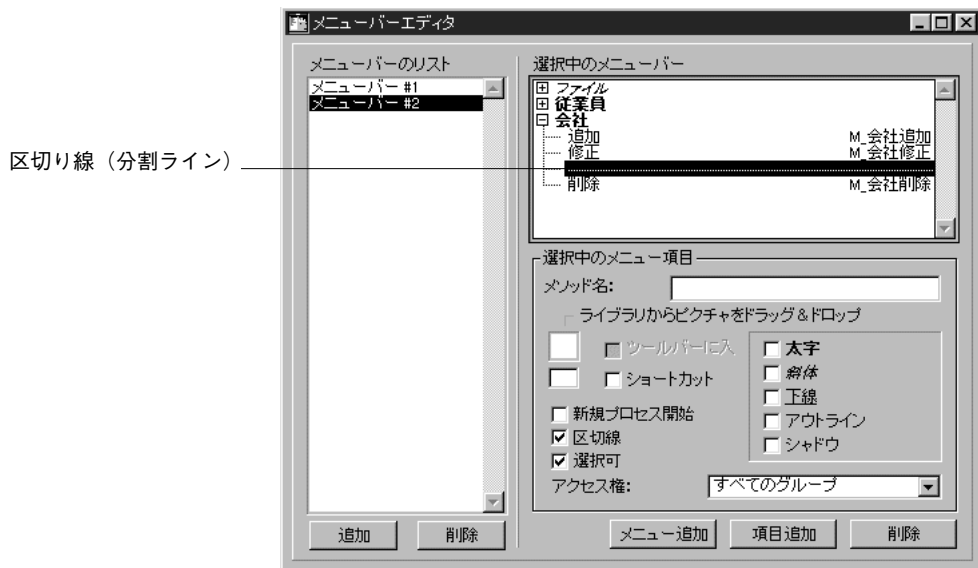 メニューバーエディタ
メニューバーのリスト
メニューバー #1
メニューバー #2
追加
削除
選択中のメニューバー
ファイル
従業員
会社
追加 M_会社追加
修正 M_会社修正
削除 M_会社削除
区切り線（分割ライン）
選択中のメニュー項目
メソッド名:
ライブラリからピクチャをドラッグ＆ドロップ
ツールバーに入
ショートカット
新規プロセス開始
区切線
選択可
太字
斜体
下線
アウトライン
シャドウ
アクセス権: すべてのグループ
メニュー追加
項目追加
削除